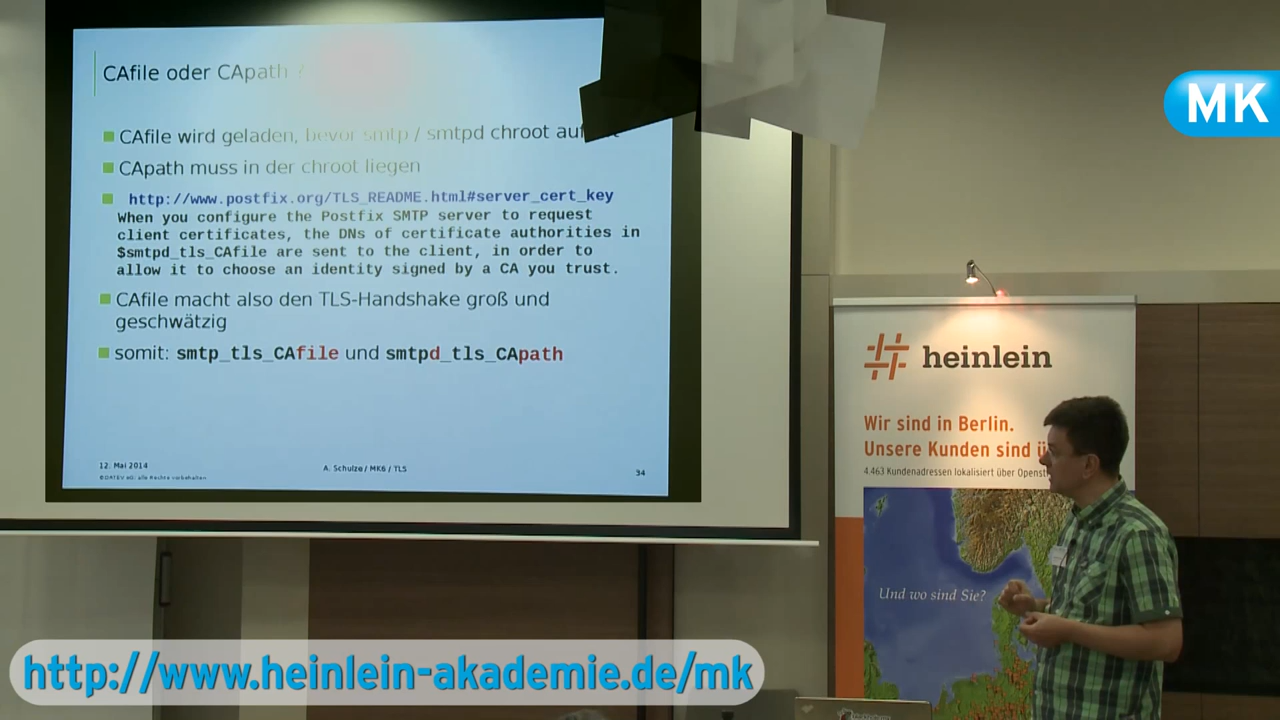 CAfile oder CApath ?
CAfile wird geladen, bevor smtp / smtpd chroot
CApath muss in der chroot liegen
http://www.postfix.org/TLS_README.html#server_cert_key
When you configure the Postfix SMTP server to request
client certificates, the DNs of certificate authorities in
$smtpd_tls_CAfile are sent to the client, in order to
allow it to choose an identity signed by a CA you trust.
CAfile macht also den TLS-Handshake groß und
geschwätzig
somit: smtp_tls_CAfile und smtpd_tls_CApath
12. Mai 2014
A. Schulze / MK6 / TLS
34
©DATEV eG; alle Rechte vorbehalten
MK
heinlein
Wir sind in Berlin.
Unsere Kunden sind
4.463 Kundenadressen lokalisiert über
Und wo sind Sie?
http://www.heinlein-akademie.de/mk